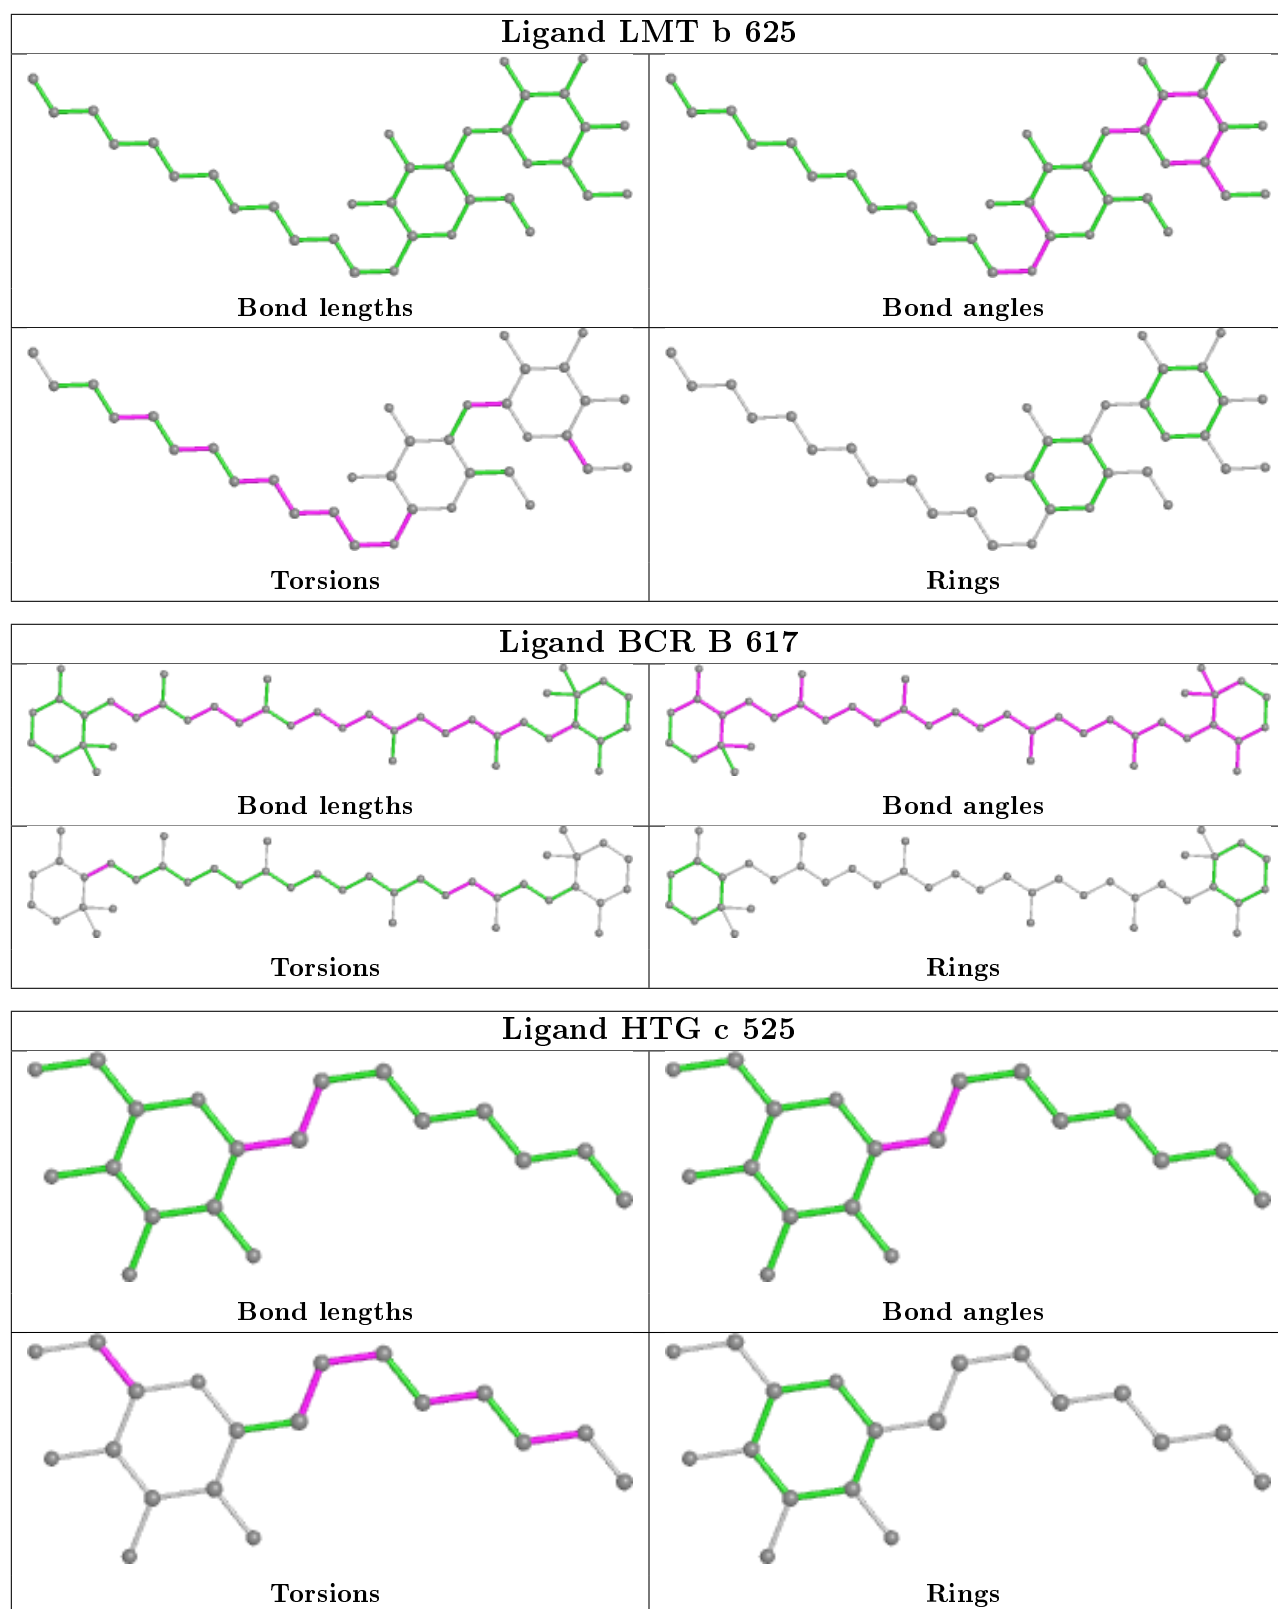 Ligand LMT b 625
Bond lengths
Bond angles
Torsions
Rings
Ligand BCR B 617
Bond lengths
Bond angles
Torsions
Rings
Ligand HTG c 525
Bond lengths
Bond angles
Torsions
Rings